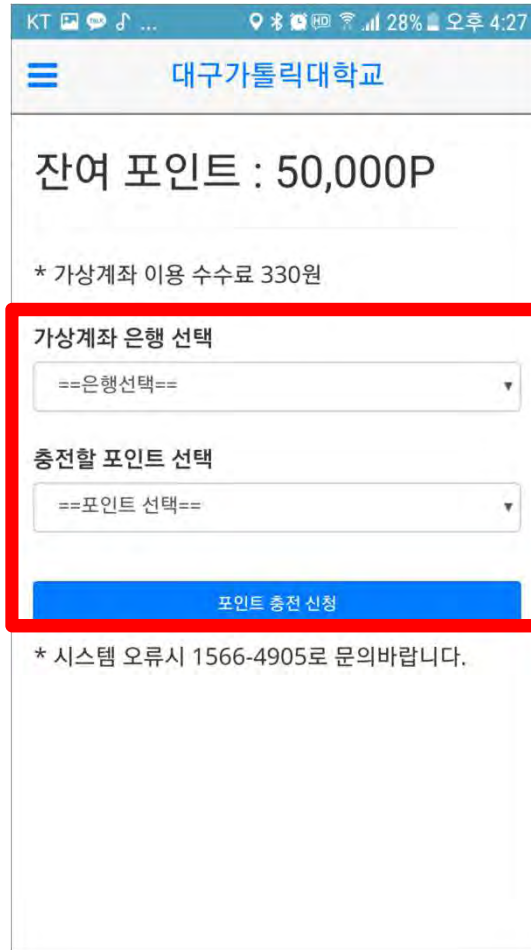 KT ... 28% 오후 4:27
대구가톨릭대학교
잔여 포인트 : 50,000P
* 가상계좌 이용 수수료 330원
가상계좌 은행 선택
==은행선택==
충전할 포인트 선택
==포인트 선택==
포인트 충전 신청
* 시스템 오류시 1566-4905로 문의바랍니다.